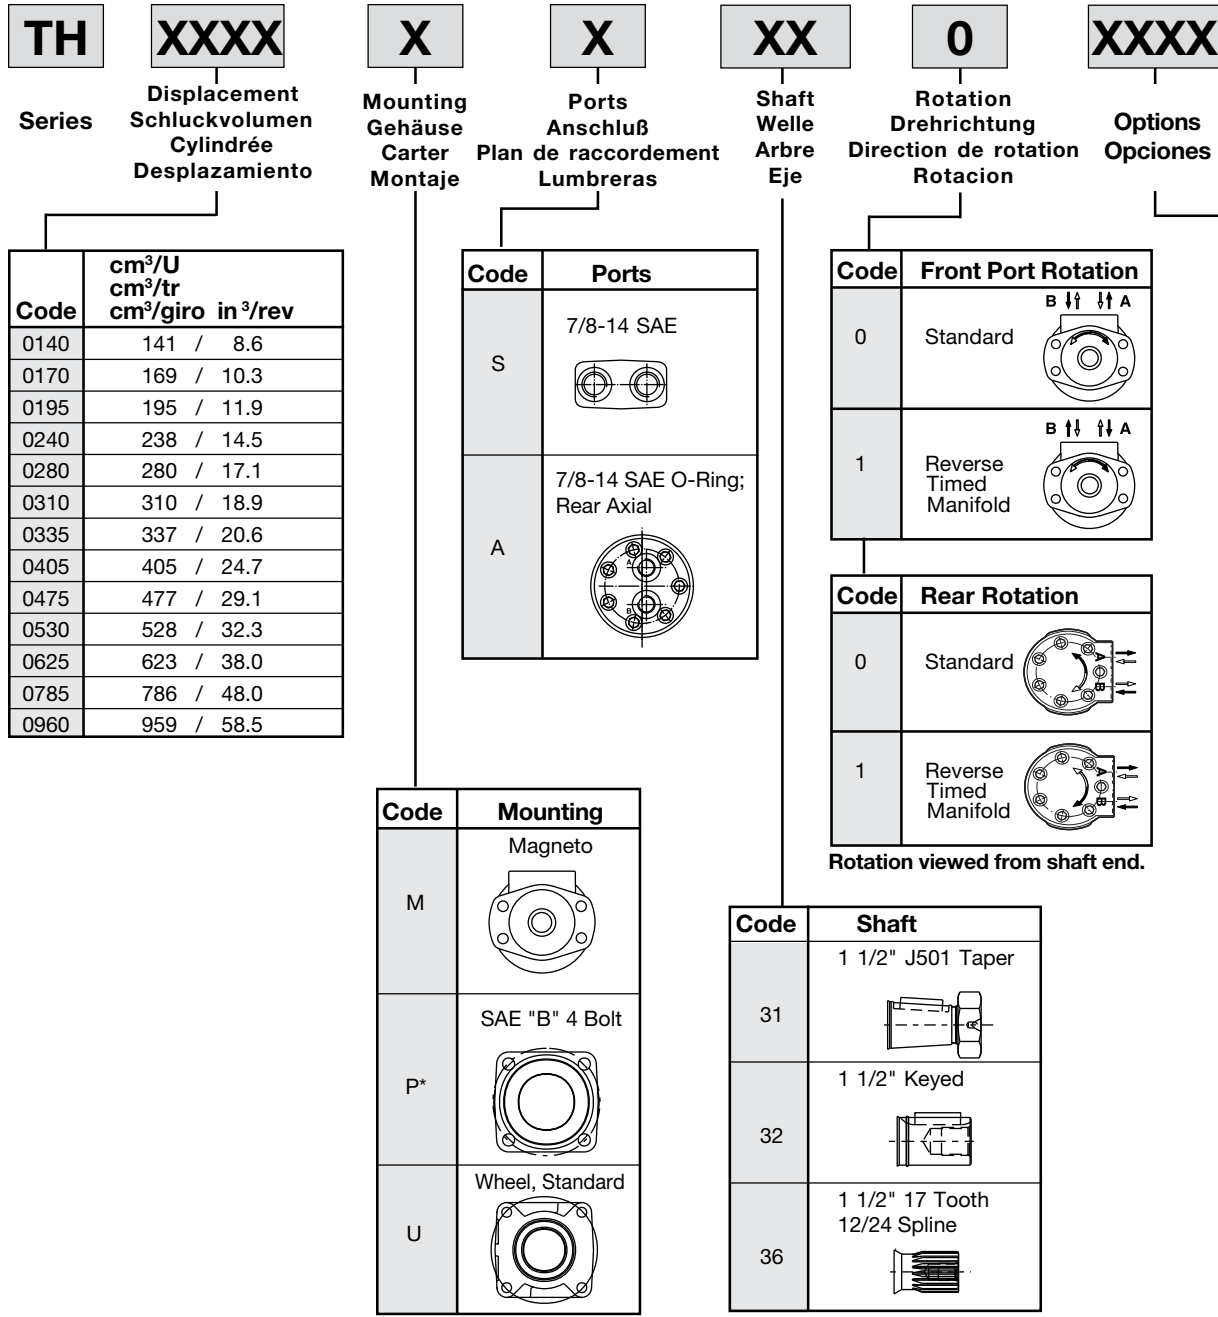 TH XXXX X X XX 0 XXXX
Series
Displacement
Schluckvolumen
Cylindrée
Desplazamiento
Mounting
Gehäuse
Carter
Montaje
Ports
Anschluß
Plan de raccordement
Lumbreras
Shaft
Welle
Arbre
Eje
Rotation
Drehrichtung
Direction de rotation
Rotacion
Options
Opciones
Code cm³/U
cm³/tr
cm³/giro in³/rev
0140 141 / 8.6
0170 169 / 10.3
0195 195 / 11.9
0240 238 / 14.5
0280 280 / 17.1
0310 310 / 18.9
0335 337 / 20.6
0405 405 / 24.7
0475 477 / 29.1
0530 528 / 32.3
0625 623 / 38.0
0785 786 / 48.0
0960 959 / 58.5
Code Ports
S 7/8-14 SAE
A 7/8-14 SAE O-Ring;
Rear Axial
A
B
Code Front Port Rotation
B A
0 Standard
B A
1 Reverse
Timed
Manifold
Code Rear Rotation
0 Standard
A
B
1 Reverse
Timed
Manifold
A
B
Rotation viewed from shaft end.
Code Mounting
M Magneto
P* SAE "B" 4 Bolt
U Wheel, Standard
Code Shaft
31 1 1/2" J501 Taper
32 1 1/2" Keyed
36 1 1/2" 17 Tooth
12/24 Spline